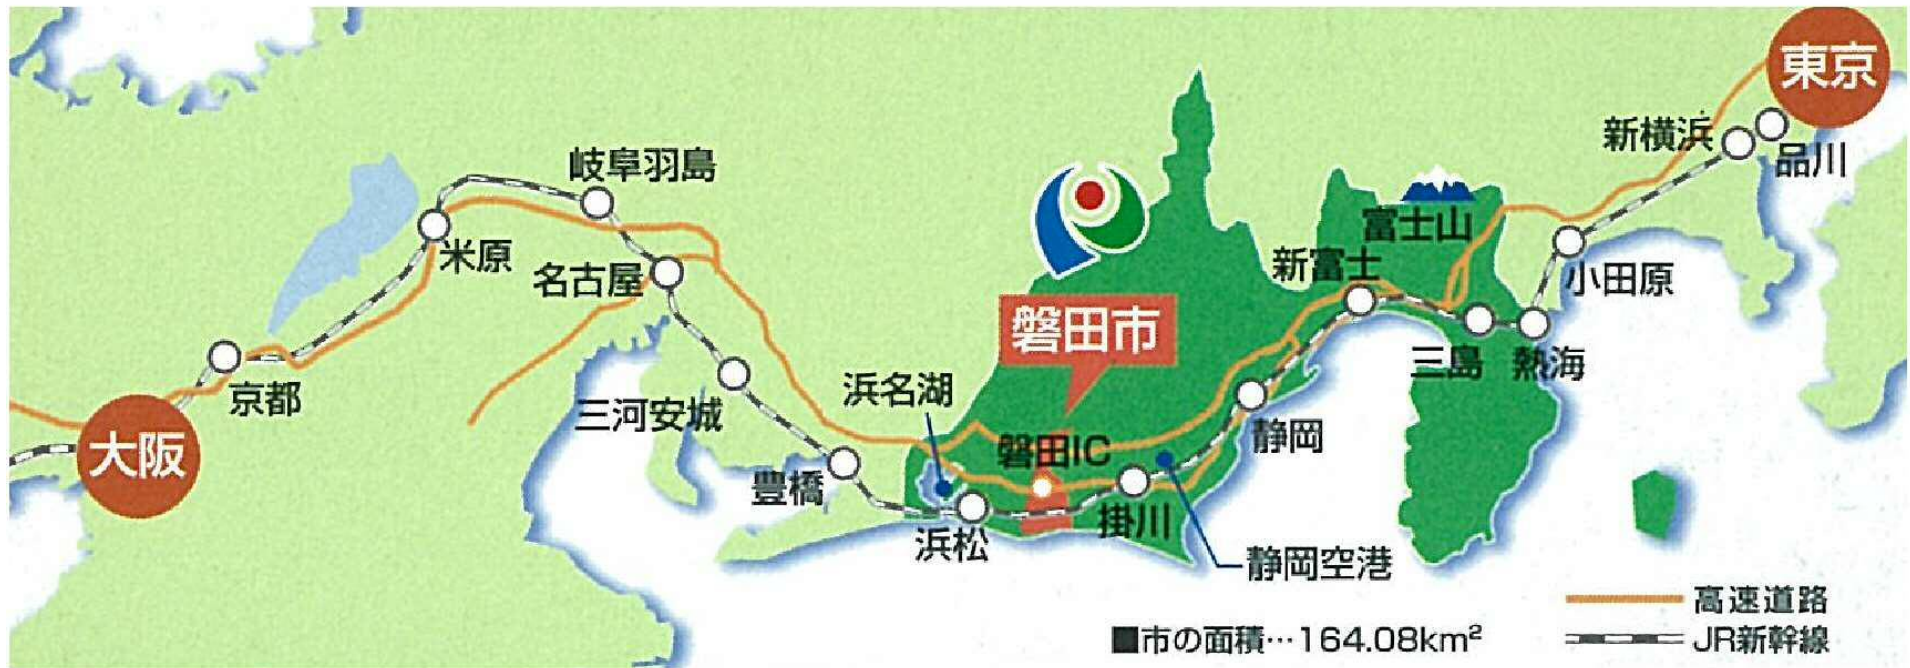 東京
新横浜
品川
岐阜羽島
米原
名古屋
富士山
新富士
小田原
磐田市
三島
熱海
京都
浜名湖
三河安城
大阪
静岡
磐田IC
豊橋
掛川
浜松
静岡空港
高速道路
■市の面積…164.08km²
JR新幹線